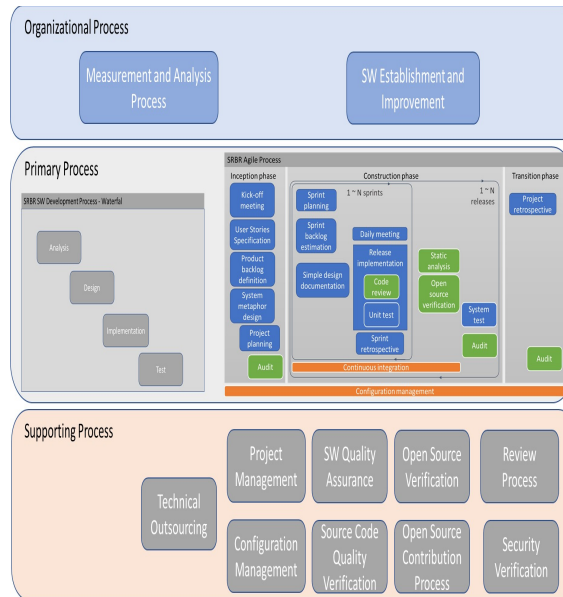 Organizational Process
Measurement and Analysis
Process
SW Establishment and
Improvement
Primary Process
SRBR SW Development Process - Waterfal
Analysis
Design
Implementation
Test
SRBR Agile Process
Inception phase
Kick-off
meeting
User Stories
Specification
Product
backlog
definition
System
metaphor
design
Project
planning
Audit
Construction phase
1 ~ N sprints
1 ~ N
releases
Sprint
planning
Sprint
backlog
estimation
Simple design
documentation
Daily meeting
Release
implementation
Code
review
Unit test
Sprint
retrospective
Static
analysis
Open
source
verification
System
test
Audit
Continuous integration
Transition phase
Project
retrospective
Audit
Configuration management
Supporting Process
Technical
Outsourcing
Project
Management
SW Quality
Assurance
Open Source
Verification
Review
Process
Configuration
Management
Source Code
Quality
Verification
Open Source
Contribution
Process
Security
Verification